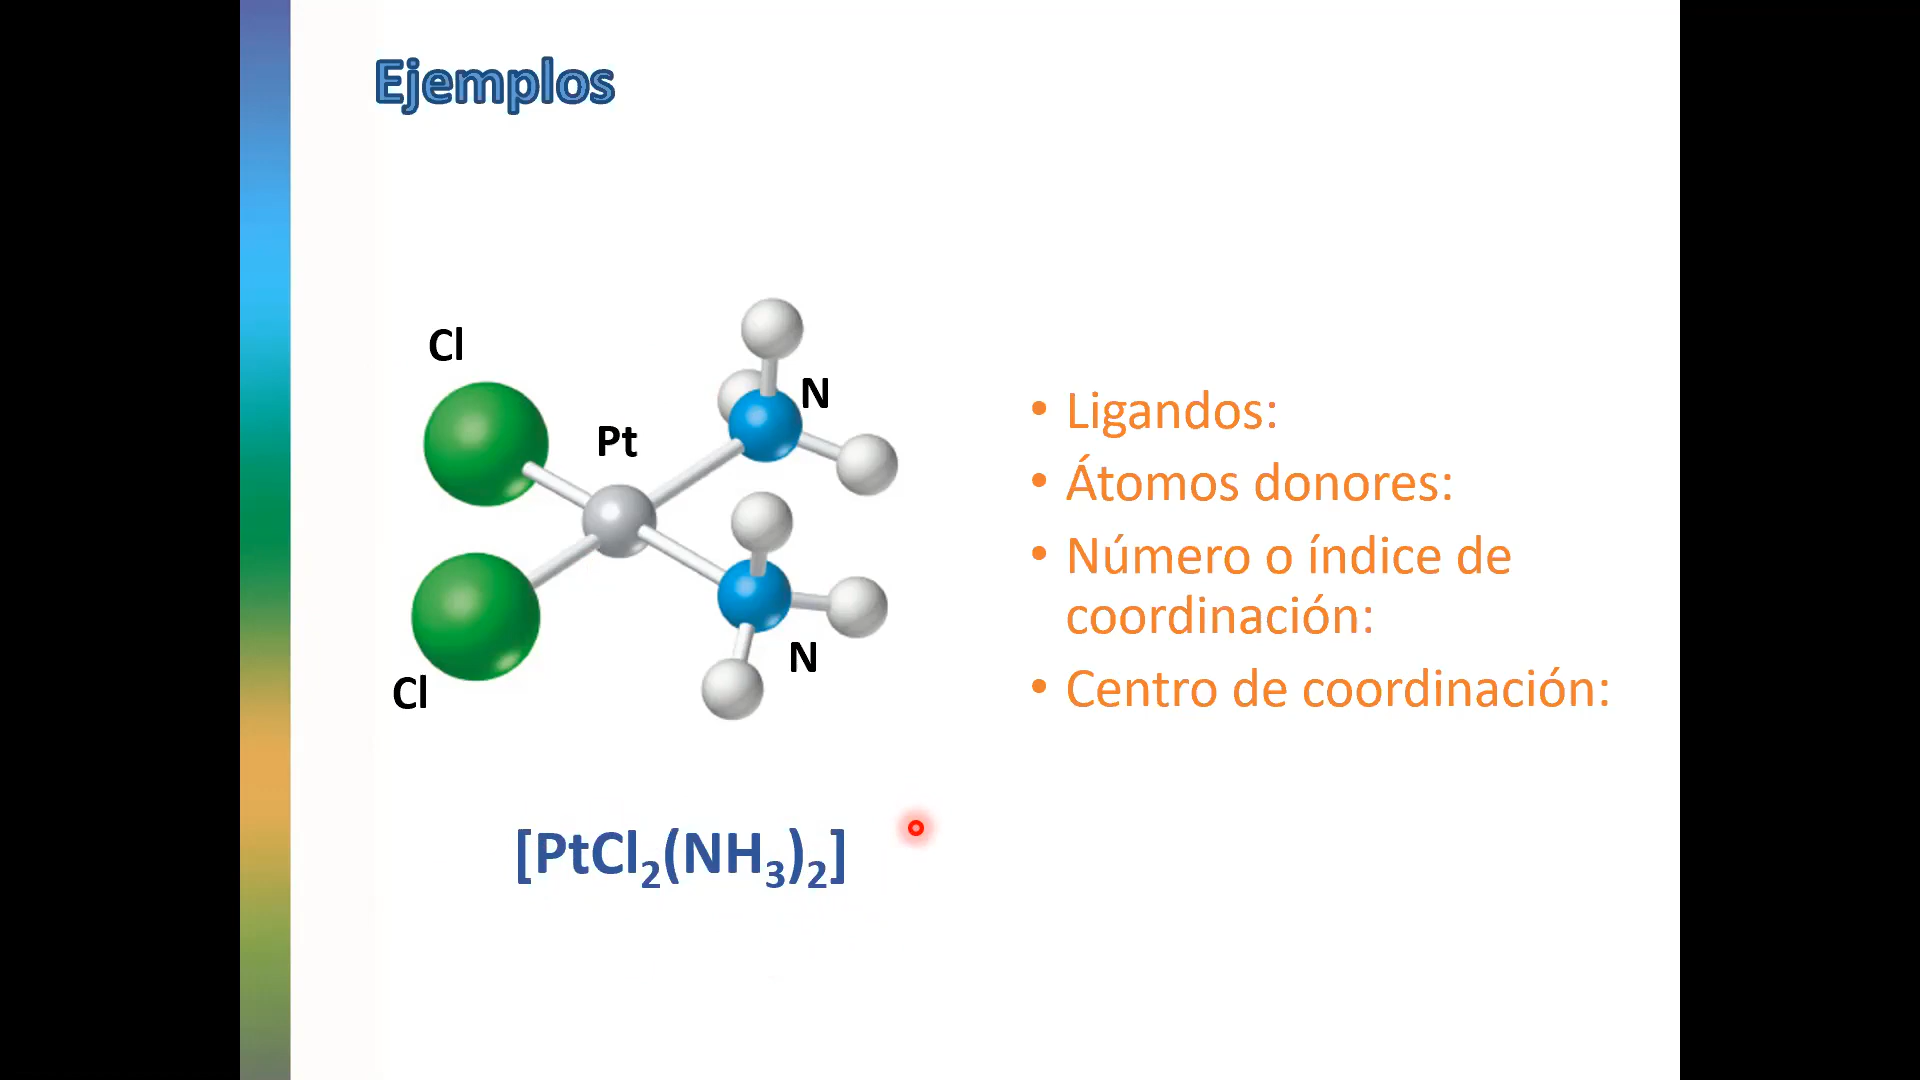 Ejemplos
Cl
N
Pt
N
Cl
• Ligandos:
• Átomos donores:
• Número o índice de
coordinación:
• Centro de coordinación:
[PtCl₂(NH₃)₂]